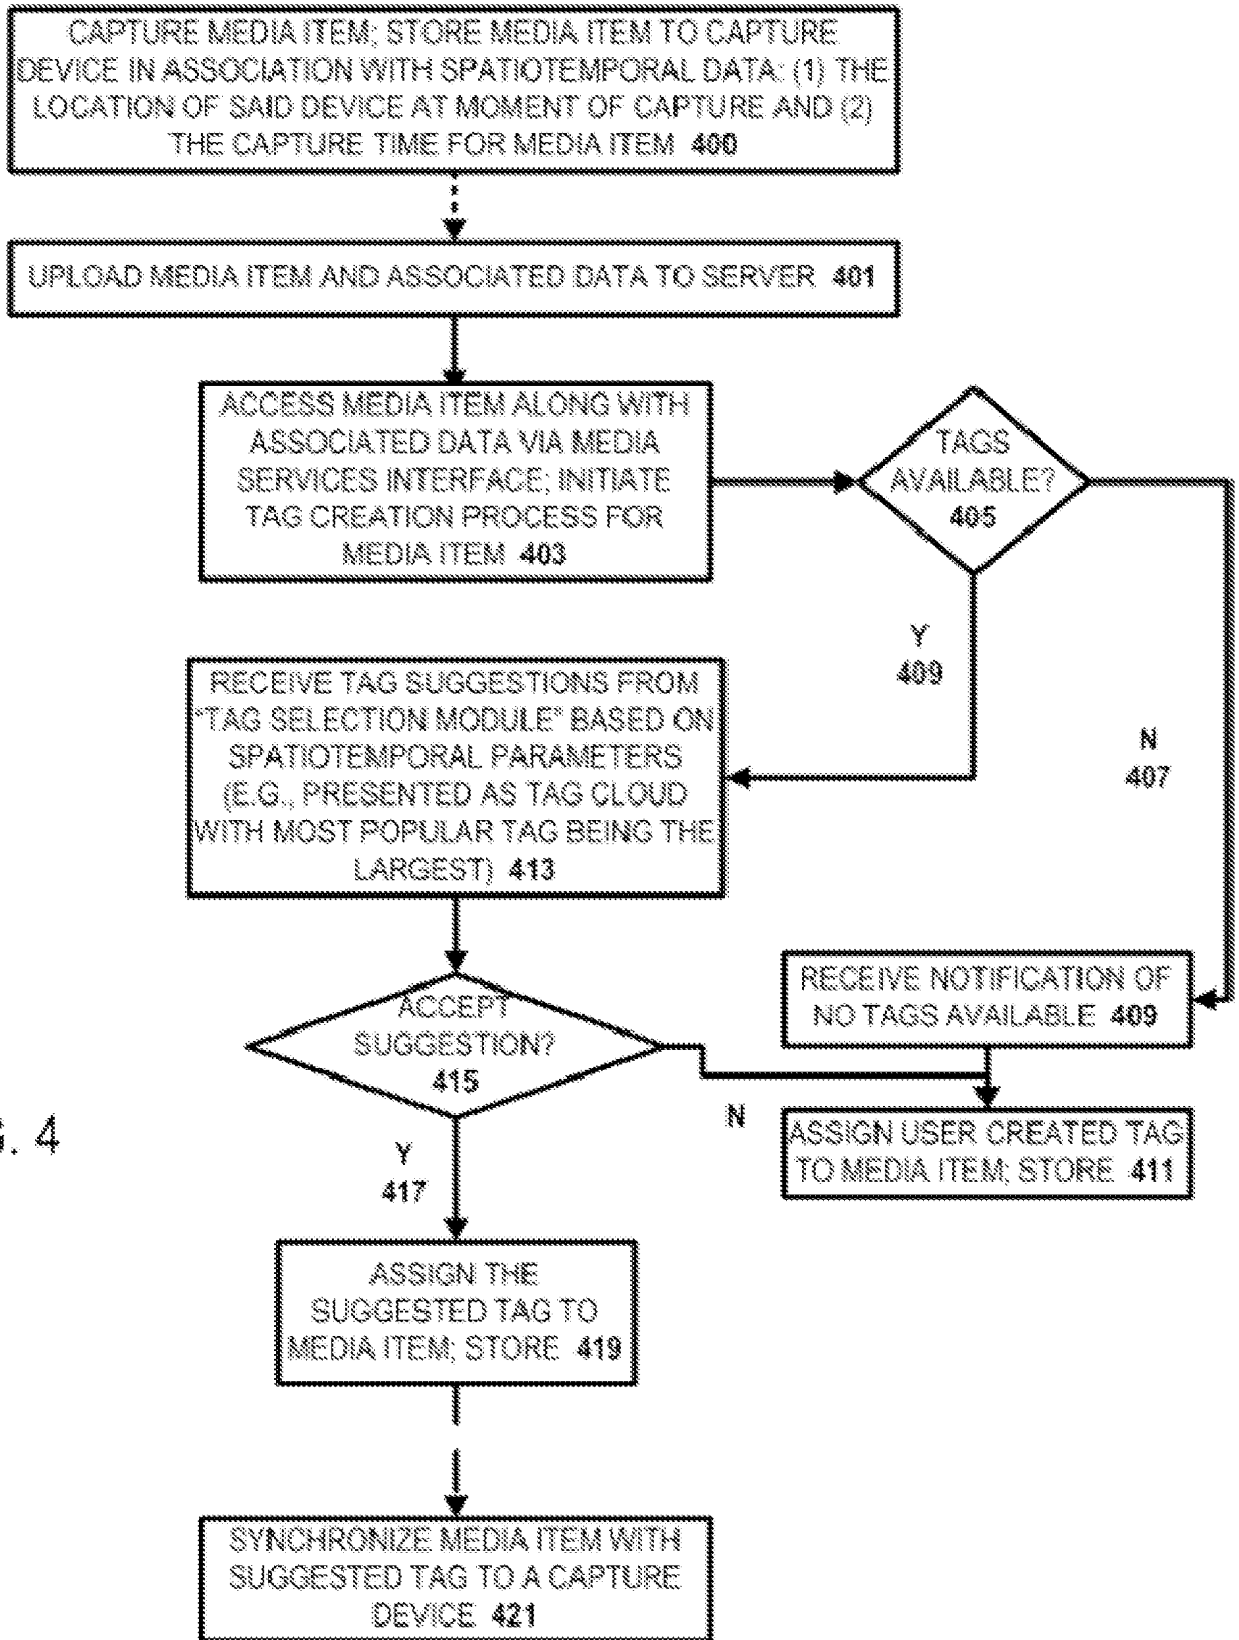 CAPTURE MEDIA ITEM; STORE MEDIA ITEM TO CAPTURE
DEVICE IN ASSOCIATION WITH SPATIOTEMPORAL DATA: (1) THE
LOCATION OF SAID DEVICE AT MOMENT OF CAPTURE AND (2)
THE CAPTURE TIME FOR MEDIA ITEM 400
UPLOAD MEDIA ITEM AND ASSOCIATED DATA TO SERVER 401
ACCESS MEDIA ITEM ALONG WITH
ASSOCIATED DATA VIA MEDIA
SERVICES INTERFACE; INITIATE
TAG CREATION PROCESS FOR
MEDIA ITEM 403
TAGS
AVAILABLE?
405
Y
409
N
407
RECEIVE TAG SUGGESTIONS FROM
"TAG SELECTION MODULE" BASED ON
SPATIOTEMPORAL PARAMETERS
(E.G., PRESENTED AS TAG CLOUD
WITH MOST POPULAR TAG BEING THE
LARGEST) 413
RECEIVE NOTIFICATION OF
NO TAGS AVAILABLE 409
ACCEPT
SUGGESTION?
415
N
ASSIGN USER CREATED TAG
TO MEDIA ITEM; STORE 411
. 4
Y
417
ASSIGN THE
SUGGESTED TAG TO
MEDIA ITEM; STORE 419
SYNCHRONIZE MEDIA ITEM WITH
SUGGESTED TAG TO A CAPTURE
DEVICE 421